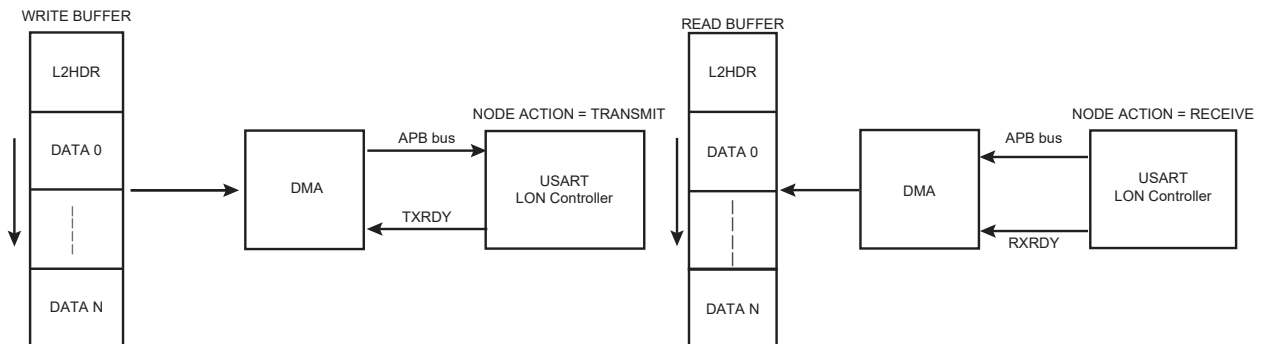 WRITE BUFFER
L2HDR
DATA 0
DATA N
DMA
APB bus
TXRDY
NODE ACTION = TRANSMIT
USART
LON Controller
READ BUFFER
L2HDR
DATA 0
DATA N
DMA
APB bus
RXRDY
NODE ACTION = RECEIVE
USART
LON Controller